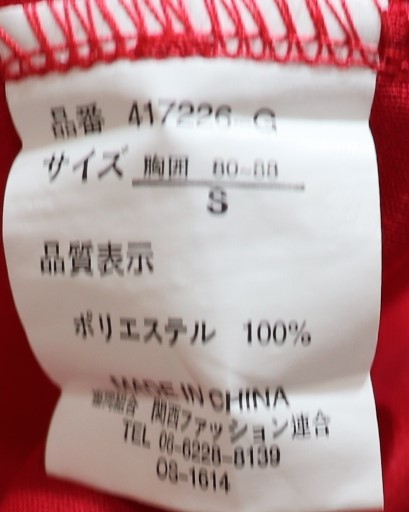 品番 417226-G
サイズ 胸囲 80-88
S
品質表示
ポリエステル 100%
MADE IN CHINA
関西ファッション連合
TEL 06-6228-8139
OS-1614